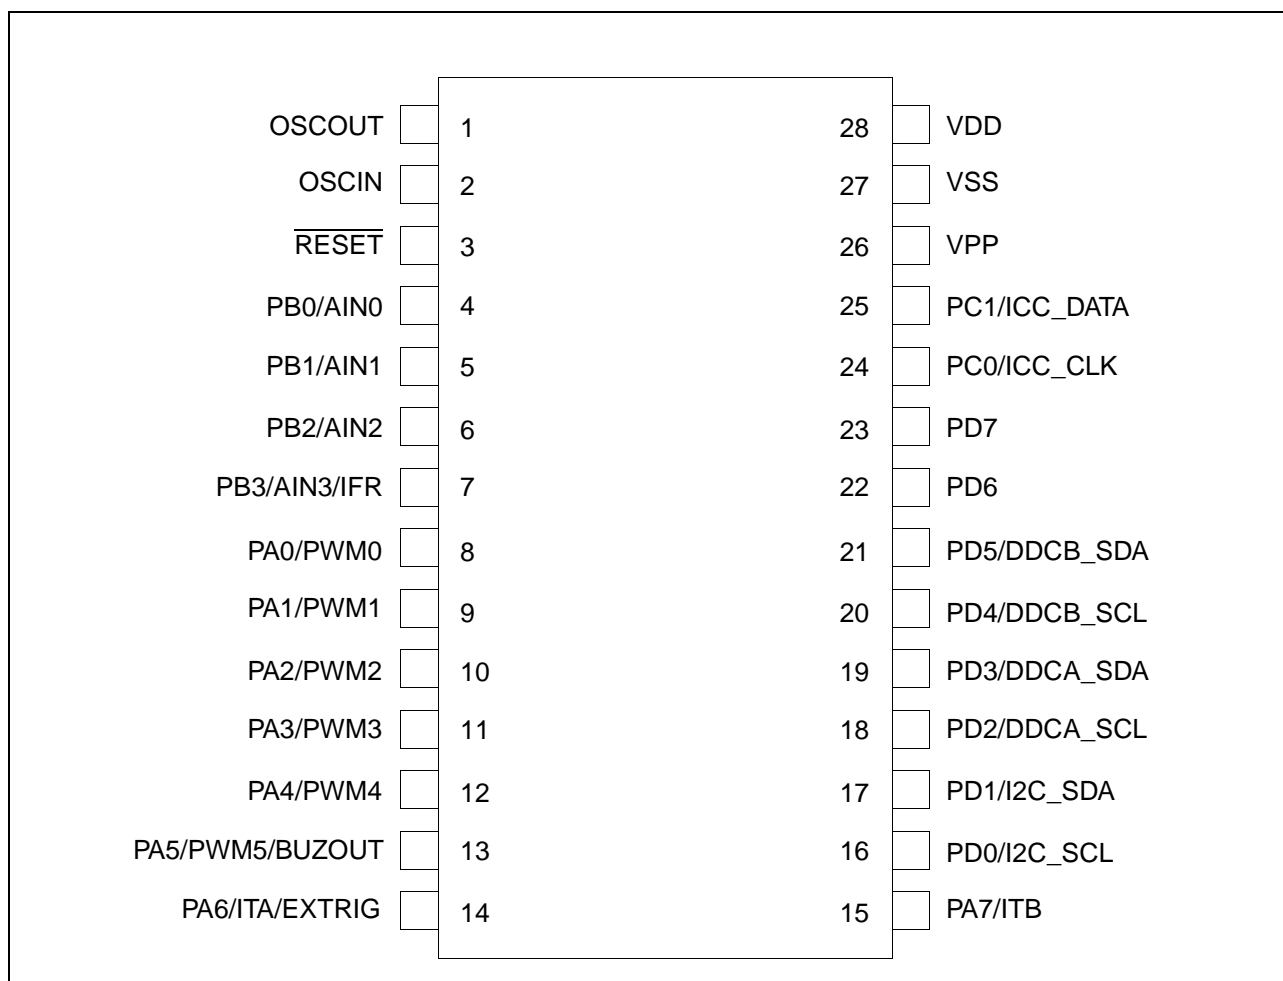 OSCOUT 1 28 VDD
OSCIN 2 27 VSS
RESET 3 26 VPP
PB0/AIN0 4 25 PC1/ICC_DATA
PB1/AIN1 5 24 PC0/ICC_CLK
PB2/AIN2 6 23 PD7
PB3/AIN3/IFR 7 22 PD6
PA0/PWM0 8 21 PD5/DDCB_SDA
PA1/PWM1 9 20 PD4/DDCB_SCL
PA2/PWM2 10 19 PD3/DDCA_SDA
PA3/PWM3 11 18 PD2/DDCA_SCL
PA4/PWM4 12 17 PD1/I2C_SDA
PA5/PWM5/BUZOUT 13 16 PD0/I2C_SCL
PA6/ITA/EXTRIG 14 15 PA7/ITB